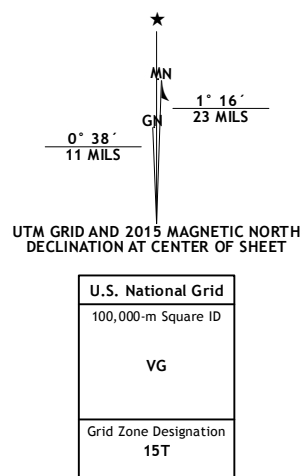 ★
MN
1° 16´
23 MILS
GN
0° 38´
11 MILS
UTM GRID AND 2015 MAGNETIC NORTH
DECLINATION AT CENTER OF SHEET
U.S. National Grid
100,000-m Square ID
VG
Grid Zone Designation
15T